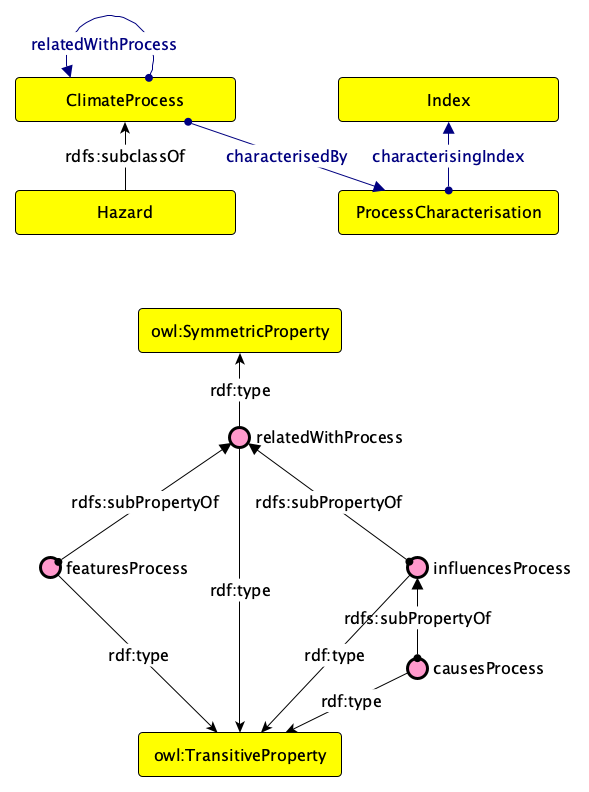 relatedWithProcess
ClimateProcess
Index
rdfs:subclassOf
characterisedBy
characterisingIndex
Hazard
ProcessCharacterisation
owl:SymmetricProperty
rdf:type
relatedWithProcess
rdfs:subPropertyOf
rdfs:subPropertyOf
featuresProcess
influencesProcess
rdf:type
rdfs:subPropertyOf
rdf:type
rdf:type
causesProcess
rdf:type
owl:TransitiveProperty